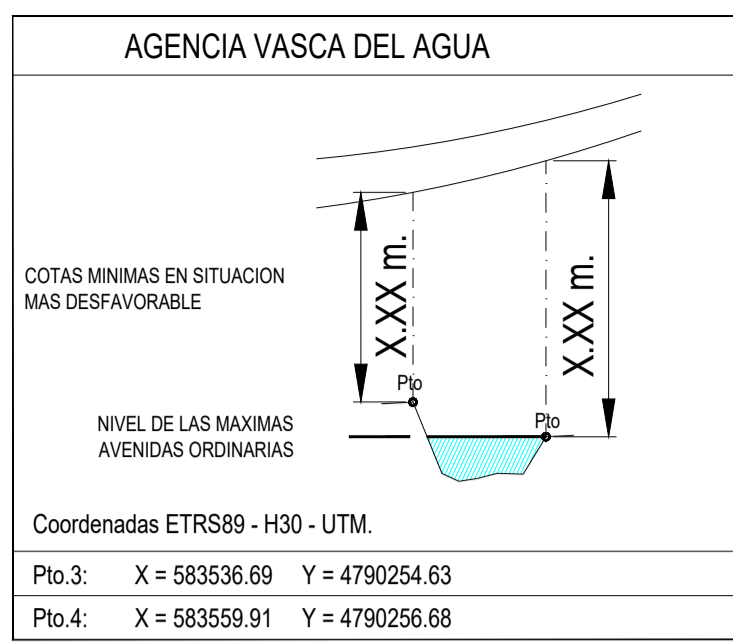 AGENCIA VASCA DEL AGUA
X.XX m.
X.XX m.
COTAS MINIMAS EN SITUACION
MAS DESFAVORABLE
Pto
Pto
NIVEL DE LAS MAXIMAS
AVENIDAS ORDINARIAS
Coordenadas ETRS89 - H30 - UTM.
Pto.3: X = 583536.69 Y = 4790254.63
Pto.4: X = 583559.91 Y = 4790256.68